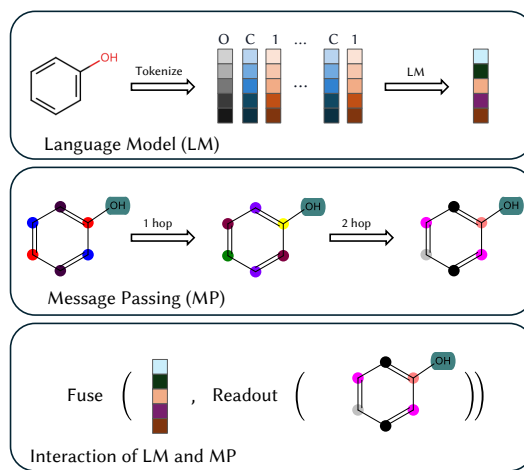 O C 1 ... C 1
OH
Tokenize
...
LM
Language Model (LM)
OH
1 hop
OH
2 hop
OH
Message Passing (MP)
OH
Fuse ( , Readout ( ))
Interaction of LM and MP